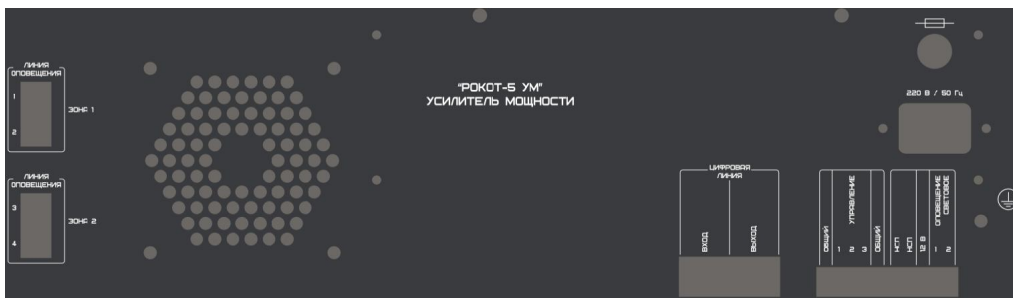 ЛИНИЯ
ОПОВЕЩЕНИЯ
1
2
ЗОНА 1
ЛИНИЯ
ОПОВЕЩЕНИЯ
3
4
ЗОНА 2
"РОКОТ-5 УМ"
УСИЛИТЕЛЬ МОЩНОСТИ
220 В / 50 Гц
ЦИФРОВАЯ
ЛИНИЯ
ВХОД
ВЫХОД
ОБЩИЙ
УПРАВЛЕНИЕ
1
2
3
ОБЩИЙ
НСП
НСП
12 В
ОПОВЕЩЕНИЕ
СВЕТОВОЕ
1
2